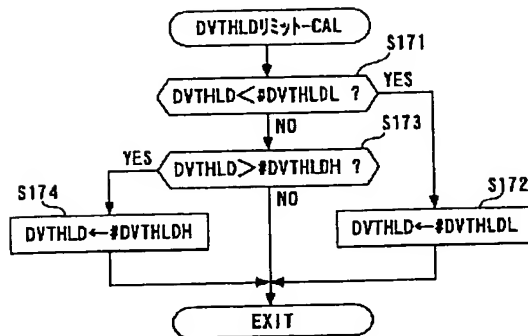 DVTHLDリミット-CAL
S171
DVTHLD<#DVTHLDL ?
YES
NO
S173
YES
DVTHLD>#DVTHLDH ?
S174
NO
S172
DVTHLD←#DVTHLDH
DVTHLD←#DVTHLDL
EXIT